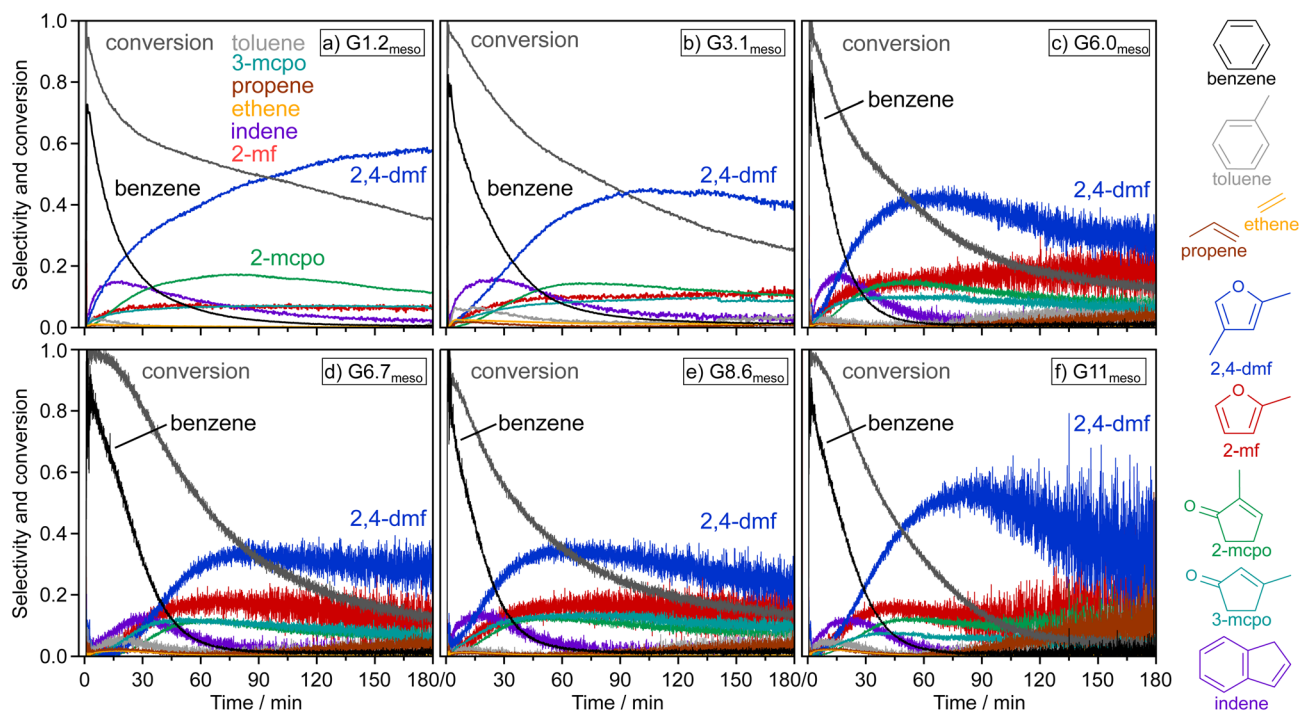 conversion
toluene
3-mcpo
propene
ethene
indene
2-mf
a) G1.2meso
benzene
2,4-dmf
2-mcpo
conversion
b) G3.1meso
benzene
2,4-dmf
conversion
c) G6.0meso
benzene
2,4-dmf
Selectivity and conversion
1.0
0.8
0.6
0.4
0.2
0.0
conversion
d) G6.7meso
benzene
2,4-dmf
conversion
e) G8.6meso
benzene
2,4-dmf
conversion
f) G11meso
benzene
2,4-dmf
Selectivity and conversion
1.0
0.8
0.6
0.4
0.2
0.0
0 30 60 90 120 150 180/0 30 60 90 120 150 180/0 30 60 90 120 150 180
Time / min
Time / min
Time / min
benzene
toluene
ethene
propene
O
2,4-dmf
O
2-mf
O
2-mcpo
O
3-mcpo
indene